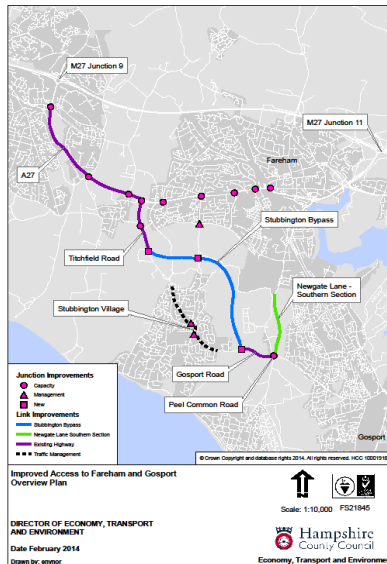 M27 Junction 9
M27 Junction 11
Fareham
A27
Stubbington Bypass
Titchfield Road
Newgate Lane -
Southern Section
Stubbington Village
Gosport Road
Peel Common Road
Gosport
Junction Improvements
Capacity
Management
New
Link Improvements
Stubbington Bypass
Newgate Lane Southern Section
Existing Highway
Traffic Management
© Crown Copyright and database rights 2014. All rights reserved. HCC 100019180
Improved Access to Fareham and Gosport
Overview Plan
Scale: 1:10,000 FS21845
DIRECTOR OF ECONOMY, TRANSPORT
AND ENVIRONMENT
Date February 2014
Drawn by:
Hampshire
County Council
Economy, Transport and Environme